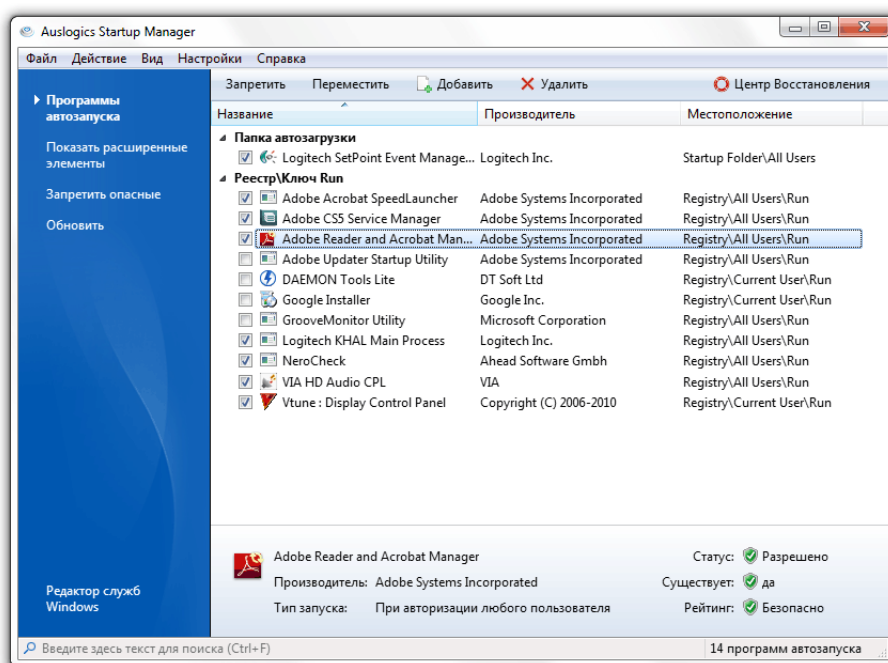 Auslogics Startup Manager
Файл Действие Вид Настройки Справка
Запретить Переместить Добавить Удалить Центр Восстановления
Программы автозапуска
Показать расширенные элементы
Запретить опасные
Обновить
Название Производитель Местоположение
Папка автозагрузки
Logitech SetPoint Event Manage... Logitech Inc. Startup Folder\All Users
Реестр\Ключ Run
Adobe Acrobat SpeedLauncher Adobe Systems Incorporated Registry\All Users\Run
Adobe CS5 Service Manager Adobe Systems Incorporated Registry\All Users\Run
Adobe Reader and Acrobat Man... Adobe Systems Incorporated Registry\All Users\Run
Adobe Updater Startup Utility Adobe Systems Incorporated Registry\All Users\Run
DAEMON Tools Lite DT Soft Ltd Registry\Current User\Run
Google Installer Google Inc. Registry\Current User\Run
GrooveMonitor Utility Microsoft Corporation Registry\All Users\Run
Logitech KHAL Main Process Logitech Inc. Registry\All Users\Run
NeroCheck Ahead Software Gmbh Registry\All Users\Run
VIA HD Audio CPL VIA Registry\All Users\Run
Vtune : Display Control Panel Copyright (C) 2006-2010 Registry\Current User\Run
Редактор служб Windows
Adobe Reader and Acrobat Manager Статус: Разрешено
Производитель: Adobe Systems Incorporated Существует: да
Тип запуска: При авторизации любого пользователя Рейтинг: Безопасно
Введите здесь текст для поиска (Ctrl+F) 14 программ автозапуска